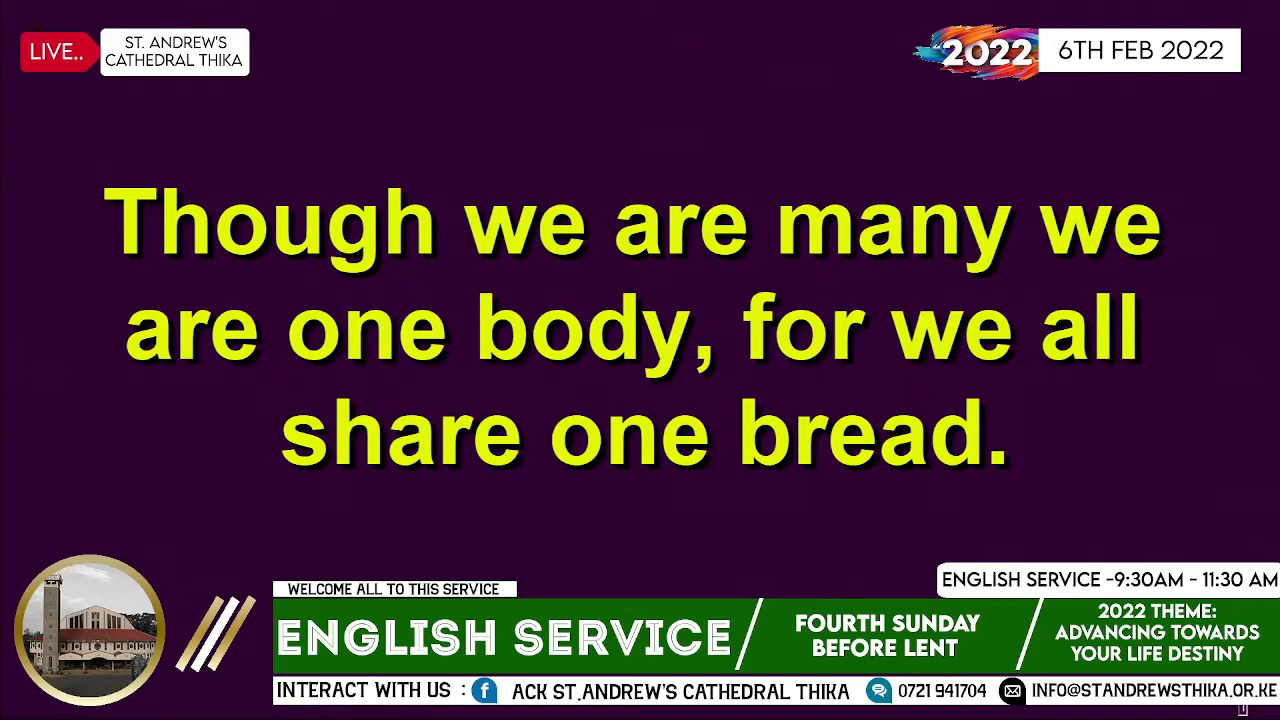 LIVE..
ST. ANDREW'S
CATHEDRAL THIKA
2022
6TH FEB 2022
Though we are many we
are one body, for we all
share one bread.
ENGLISH SERVICE -9:30AM - 11:30 AM
WELCOME ALL TO THIS SERVICE
ENGLISH SERVICE
FOURTH SUNDAY
BEFORE LENT
2022 THEME:
ADVANCING TOWARDS
YOUR LIFE DESTINY
INTERACT WITH US :
f
ACK ST.ANDREW'S CATHEDRAL THIKA
0721 941704
INFO@STANDREWSTHIKA.OR.KE